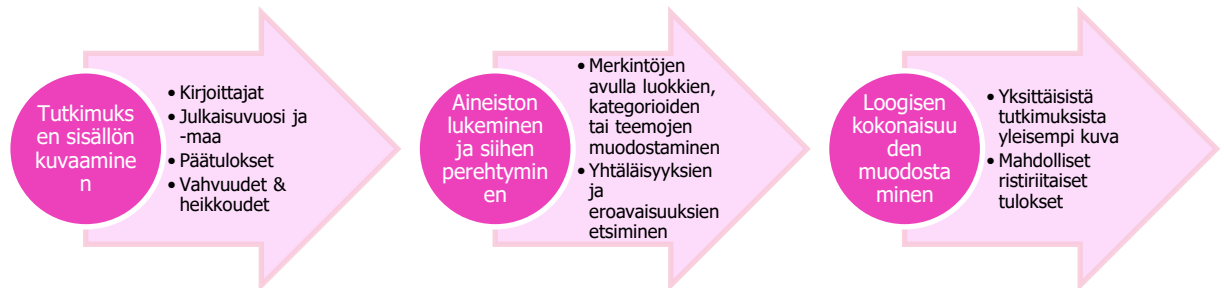 Tutkimuks
en sisällön
kuvaamine
n
• Kirjoittajat
• Julkaisuvuosi ja
-maa
• Päätulokset
• Vahvuudet &
heikkoudet
Aineiston
lukeminen
ja siihen
perehtymin
en
• Merkintöjen
avulla luokkien,
kategorioiden
tai teemojen
muodostaminen
• Yhtäläisyyksien
ja
eroavaisuuksien
etsiminen
Loogisen
kokonaisuu
den
muodosta
minen
• Yksittäisistä
tutkimuksista
yleisempi kuva
• Mahdolliset
ristiriitaiset
tulokset